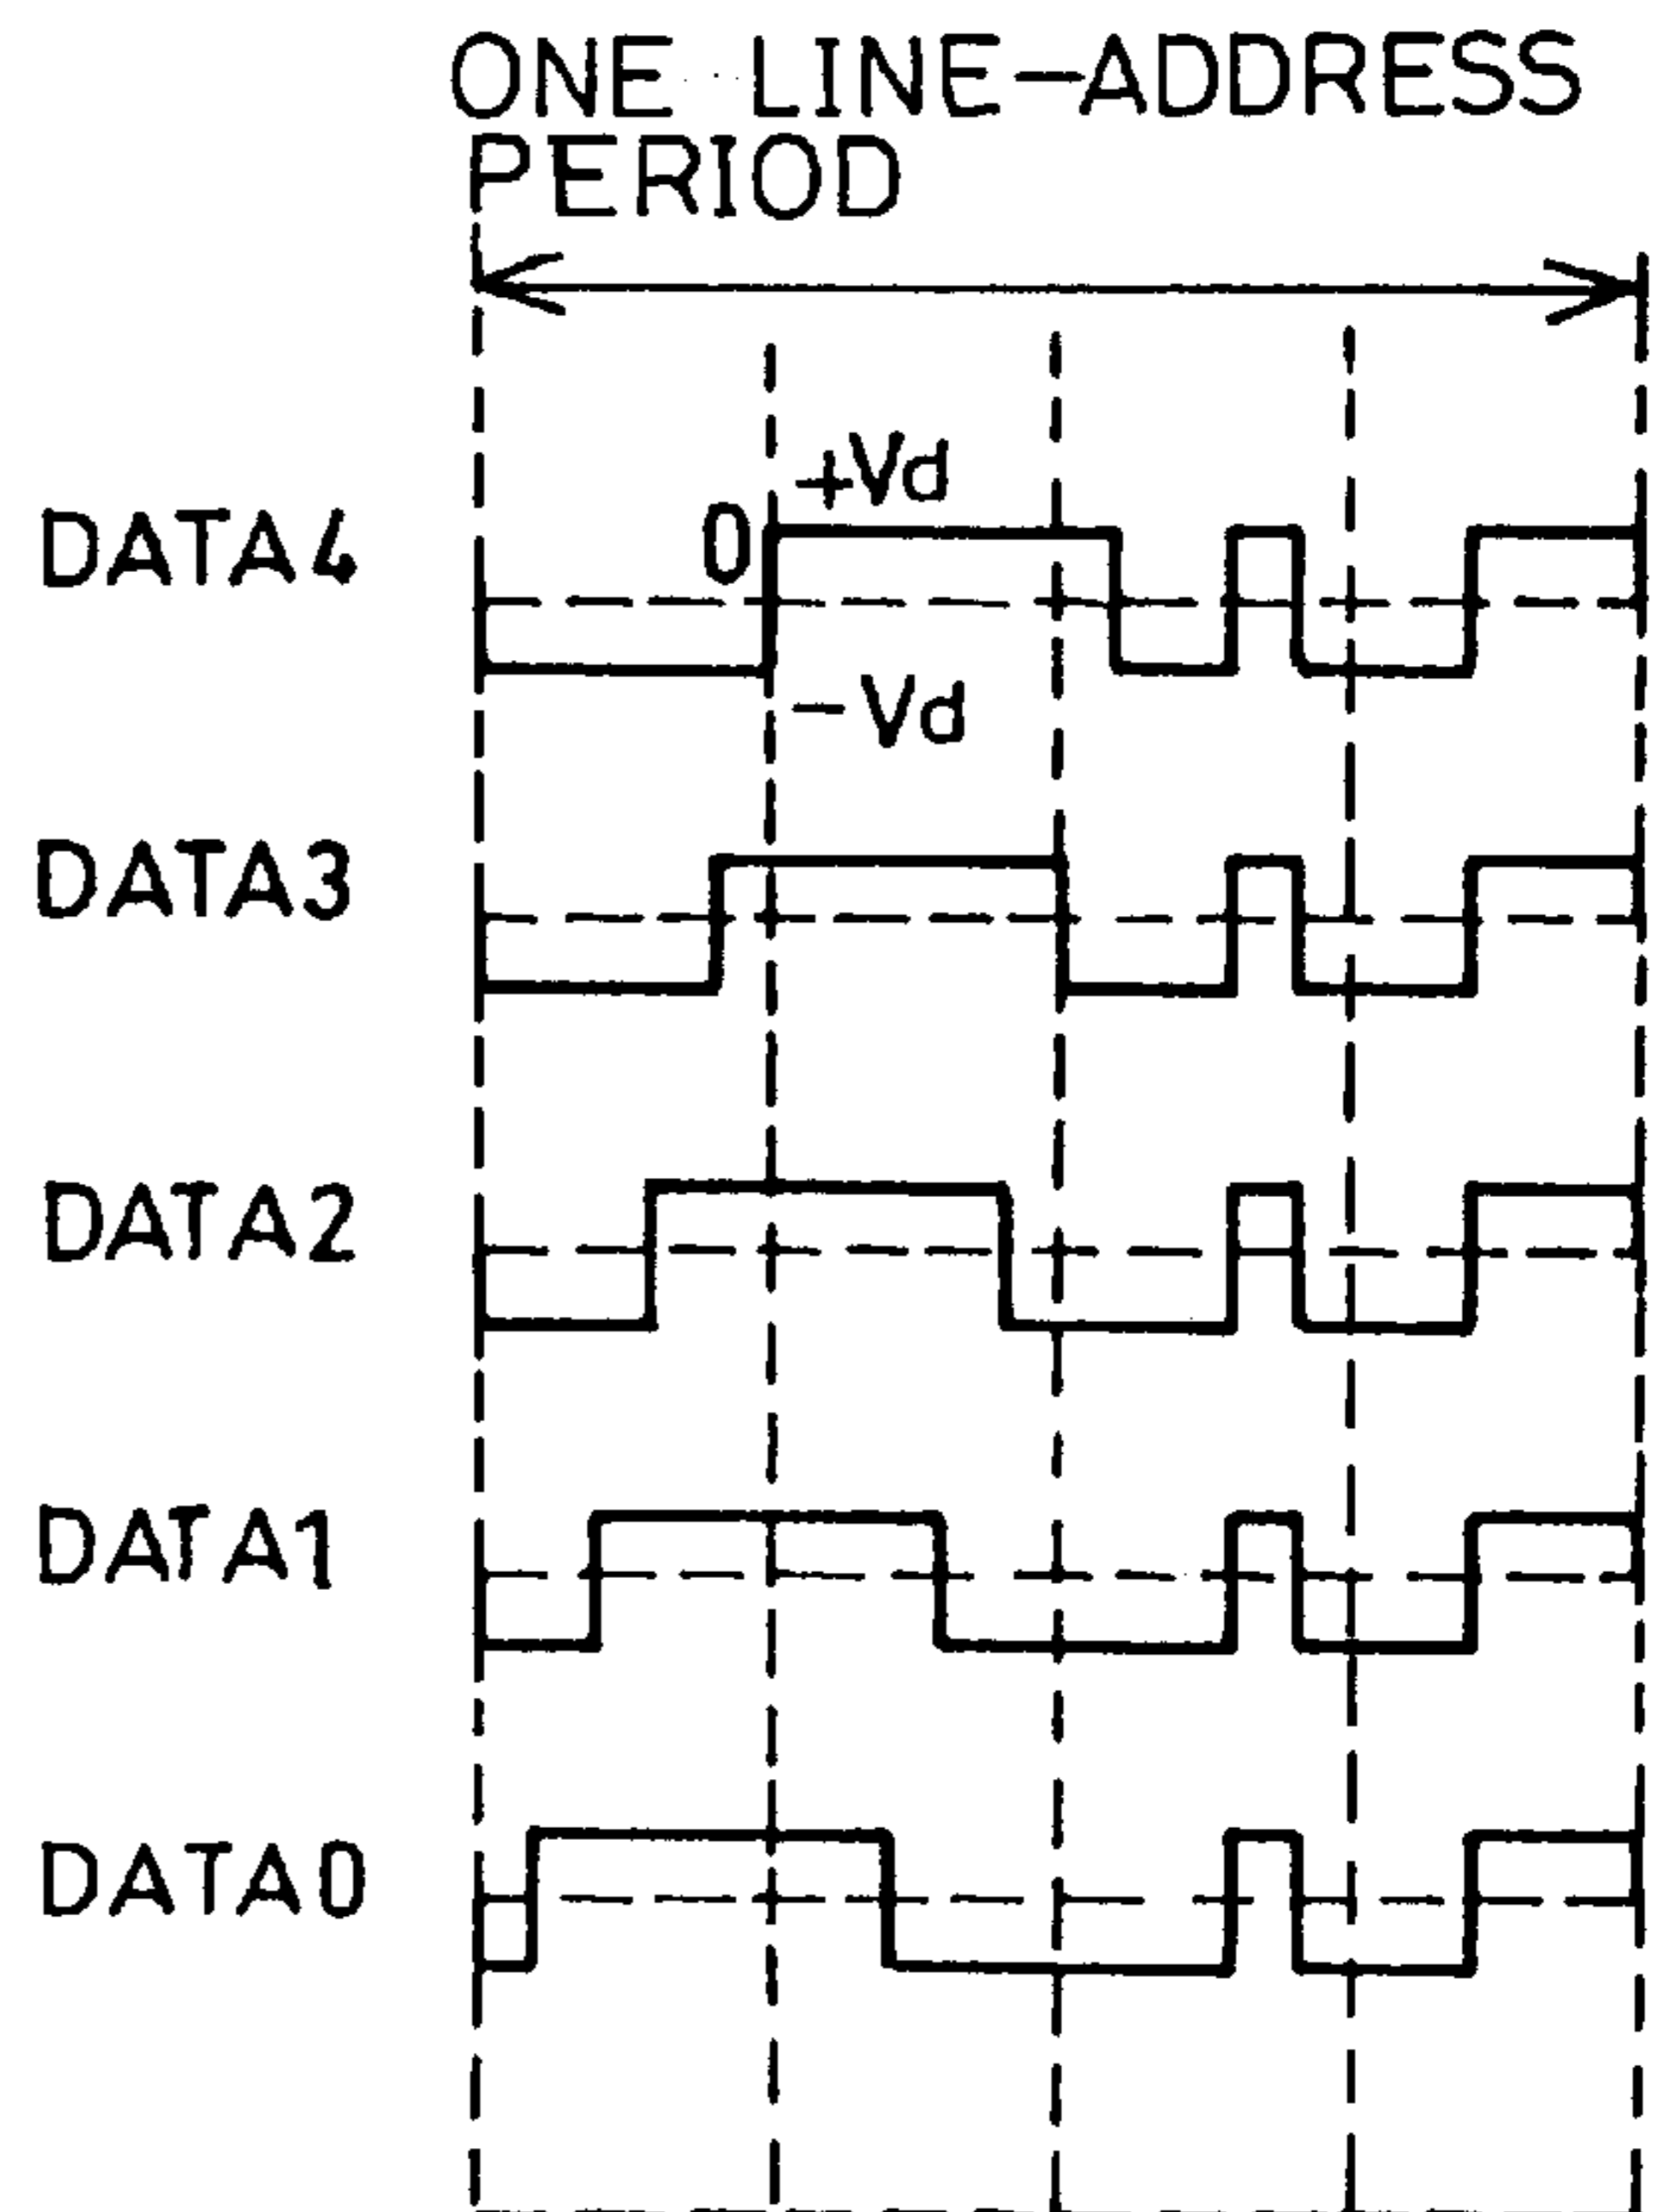 ONE LINE-ADDRESS
PERIOD
+Vd
DATA4 0
-Vd
DATA3
DATA2
DATA1
DATA0